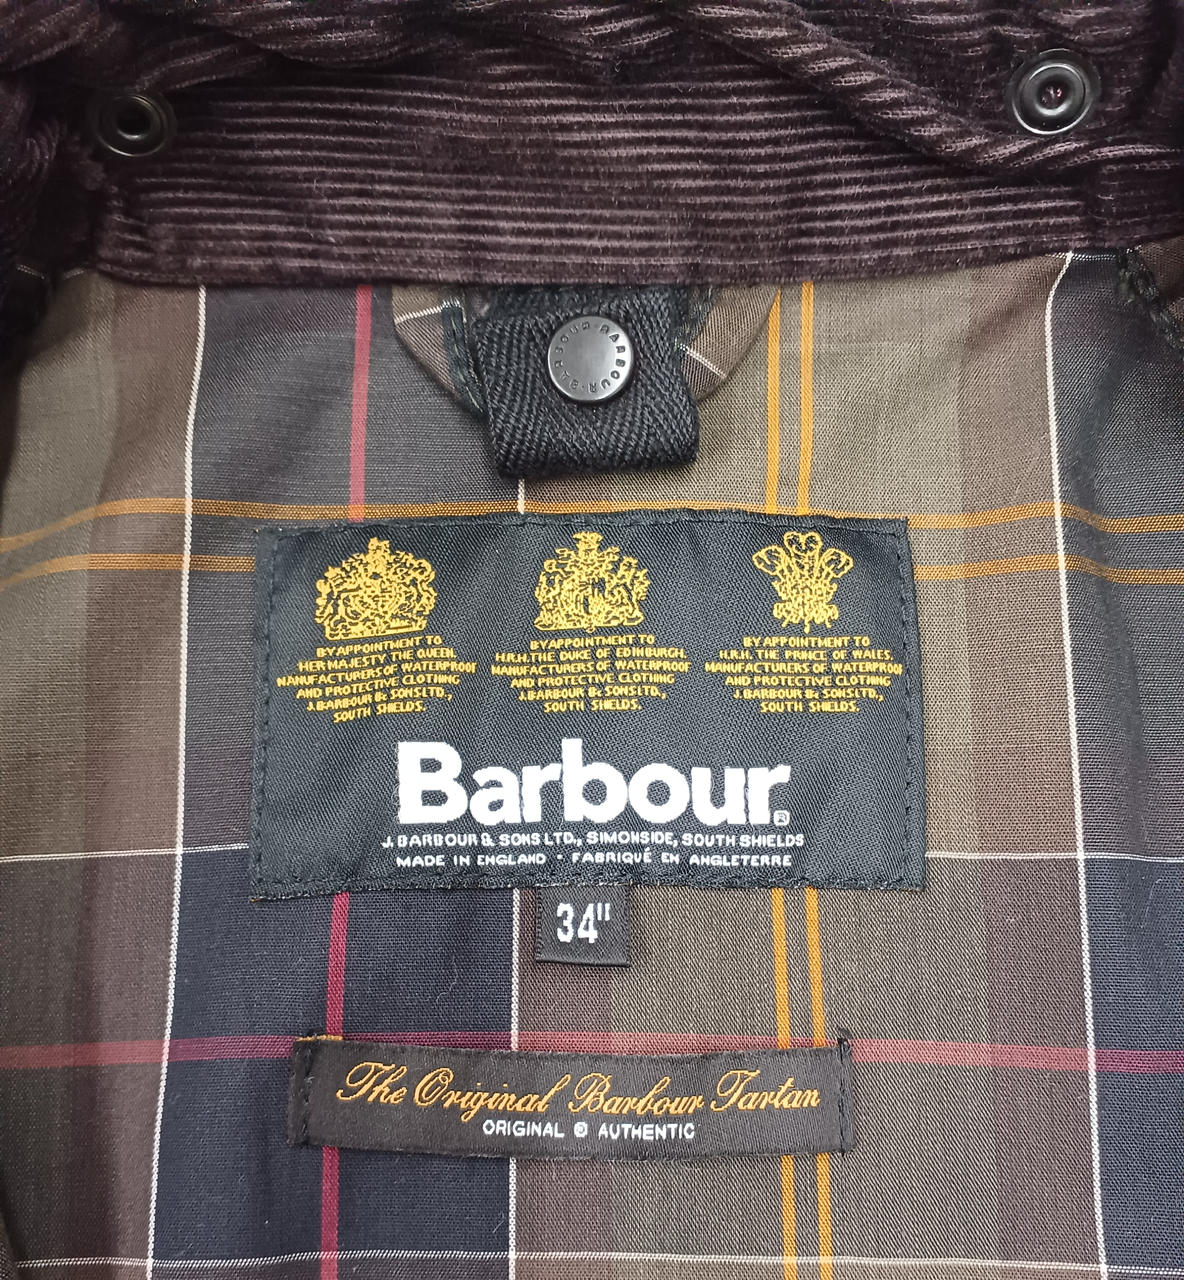 BARBOUR · BARBOUR ·
BY APPOINTMENT TO
HER MAJESTY THE QUEEN,
MANUFACTURERS OF WATERPROOF
AND PROTECTIVE CLOTHING
J. BARBOUR & SONS LTD.,
SOUTH SHIELDS.
BY APPOINTMENT TO
H.R.H. THE DUKE OF EDINBURGH,
MANUFACTURERS OF WATERPROOF
AND PROTECTIVE CLOTHING
J. BARBOUR & SONS LTD.,
SOUTH SHIELDS.
BY APPOINTMENT TO
H.R.H. THE PRINCE OF WALES,
MANUFACTURERS OF WATERPROOF
AND PROTECTIVE CLOTHING
J. BARBOUR & SONS LTD.,
SOUTH SHIELDS.
Barbour®
J. BARBOUR & SONS LTD., SIMONSIDE, SOUTH SHIELDS
MADE IN ENGLAND · FABRIQUÉ EN ANGLETERRE
34"
The Original Barbour Tartan
ORIGINAL ® AUTHENTIC